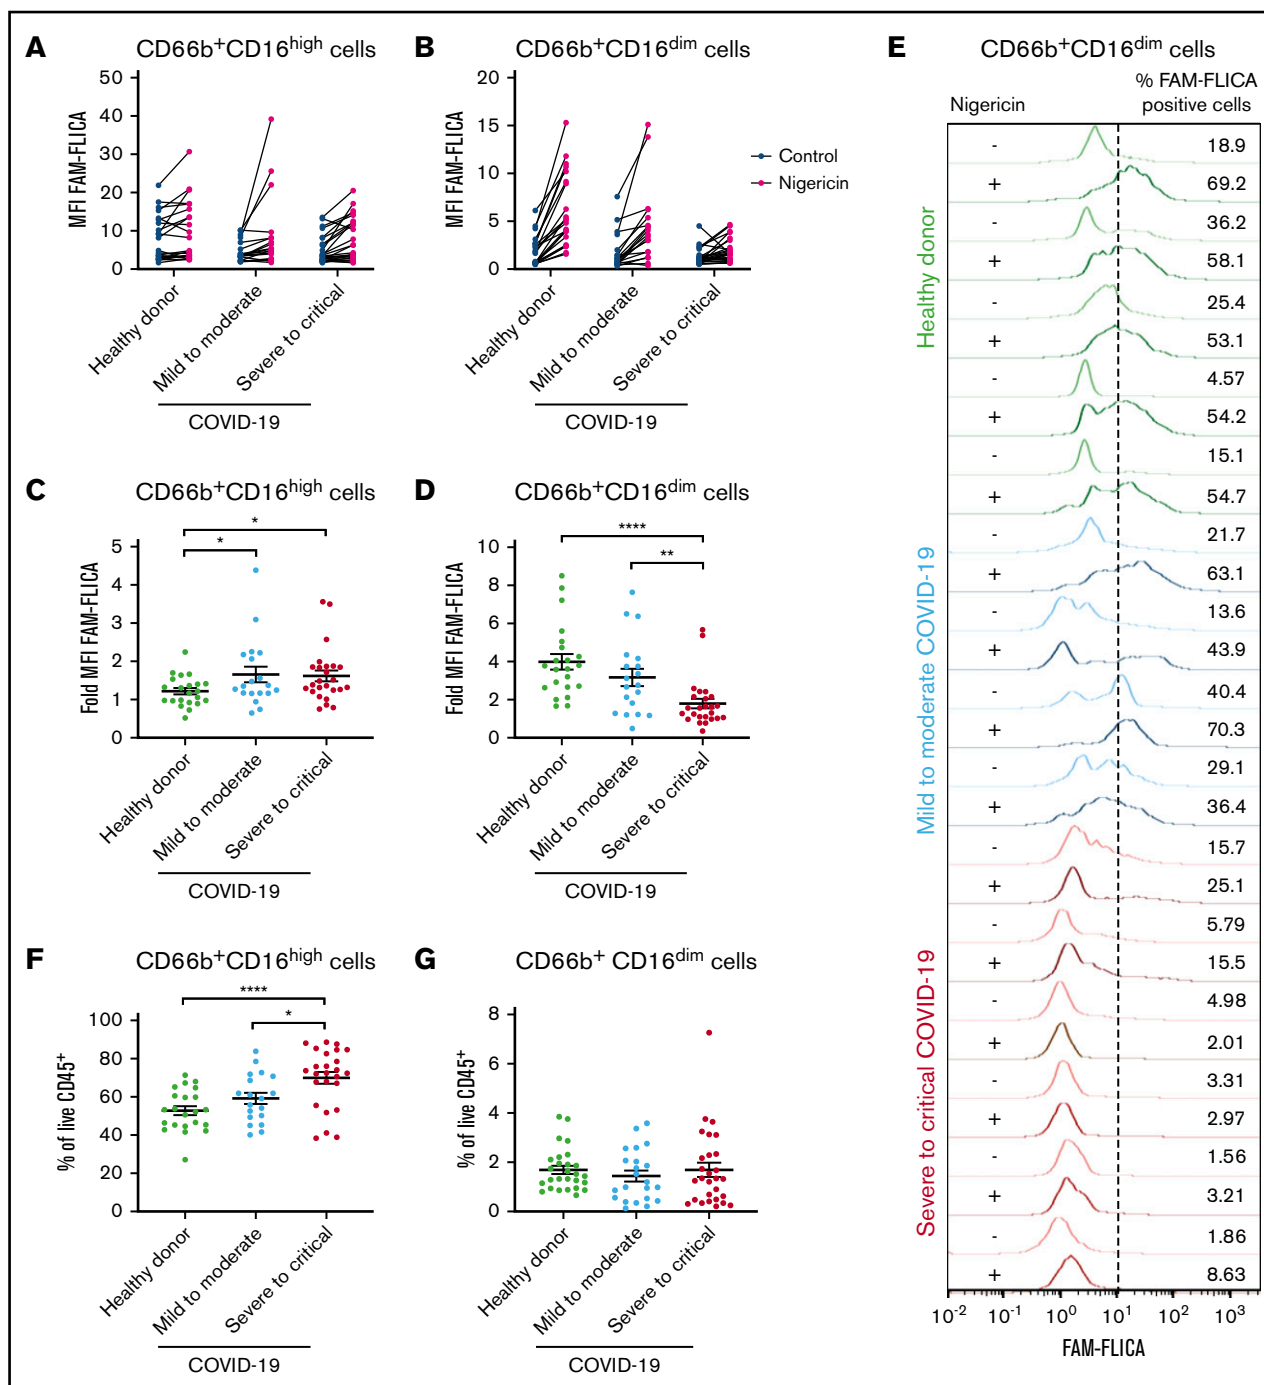 A
CD66b+CD16high cells
MFI FAM-FLICA
50
40
30
20
10
0
Healthy donor
Mild to moderate
Severe to critical
COVID-19
B
CD66b+CD16dim cells
MFI FAM-FLICA
20
15
10
5
0
Control
Nigericin
Healthy donor
Mild to moderate
Severe to critical
COVID-19
C
CD66b+CD16high cells
Fold MFI FAM-FLICA
5
4
3
2
1
0
*
*
Healthy donor
Mild to moderate
Severe to critical
COVID-19
D
CD66b+CD16dim cells
Fold MFI FAM-FLICA
10
8
6
4
2
0
****
**
Healthy donor
Mild to moderate
Severe to critical
COVID-19
E
CD66b+CD16dim cells
Nigericin
% FAM-FLICA
positive cells
Healthy donor
- 18.9
+ 69.2
- 36.2
+ 58.1
- 25.4
+ 53.1
- 4.57
+ 54.2
- 15.1
+ 54.7
Mild to moderate COVID-19
- 21.7
+ 63.1
- 13.6
+ 43.9
- 40.4
+ 70.3
- 29.1
+ 36.4
Severe to critical COVID-19
- 15.7
+ 25.1
- 5.79
+ 15.5
- 4.98
+ 2.01
- 3.31
+ 2.97
- 1.56
+ 3.21
- 1.86
+ 8.63
10-2 10-1 100 101 102 103
FAM-FLICA
F
CD66b+CD16high cells
% of live CD45+
100
80
60
40
20
0
****
*
Healthy donor
Mild to moderate
Severe to critical
COVID-19
G
CD66b+ CD16dim cells
% of live CD45+
8
6
4
2
0
Healthy donor
Mild to moderate
Severe to critical
COVID-19